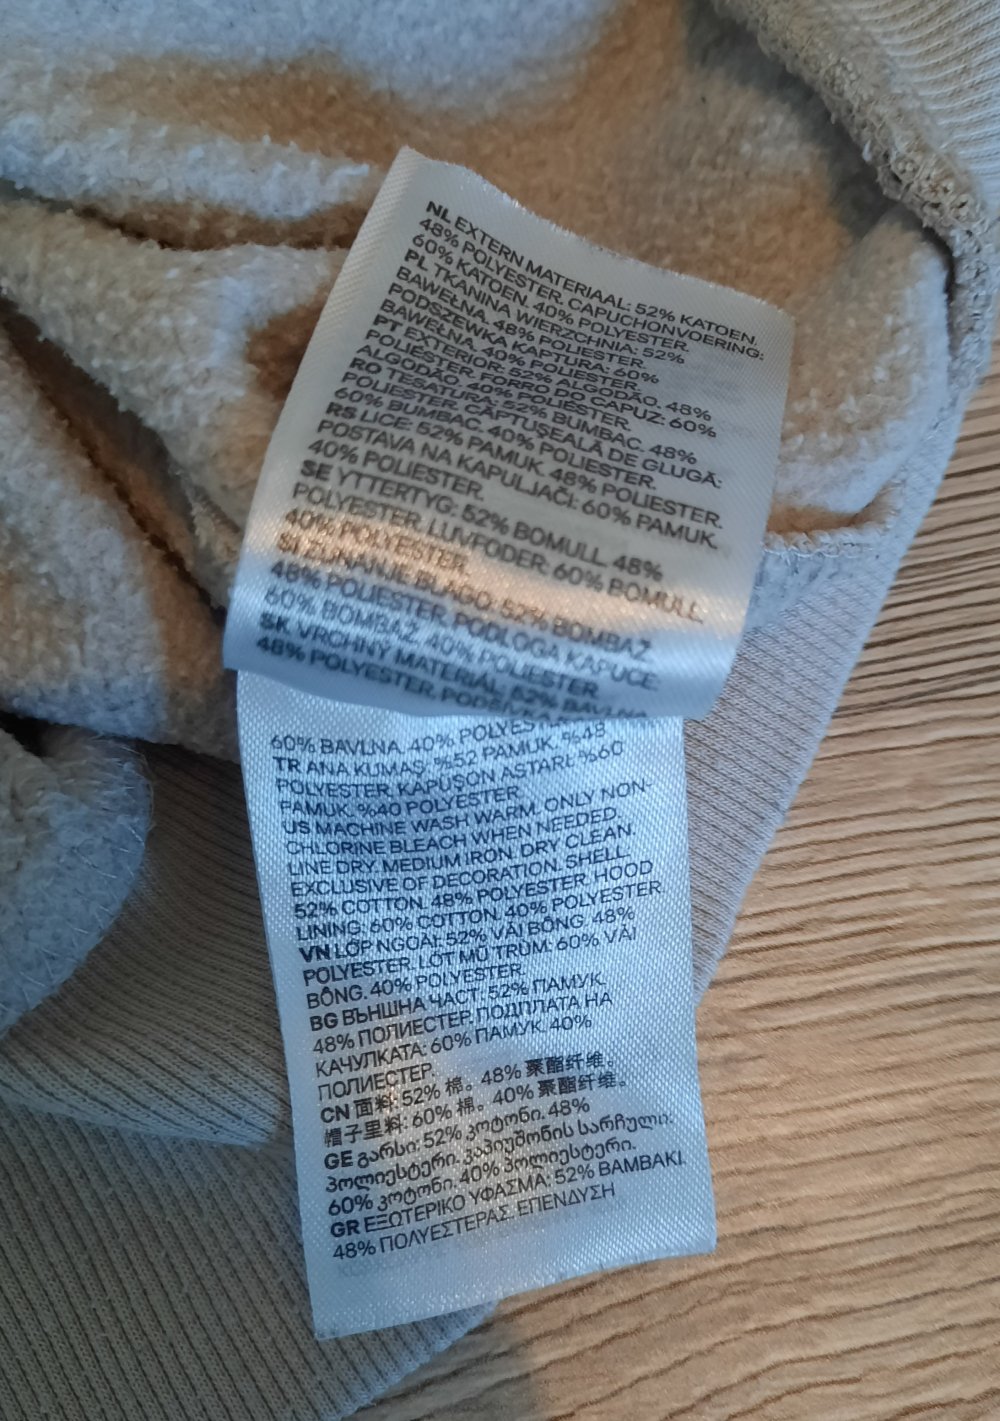 NL EXTERN MATERIAAL: 52% KATOEN.
48% POLYESTER. CAPUCHONVOERING:
60% KATOEN. 40% POLYESTER.
PL TKANINA WIERZCHNIA: 52%
BAWEŁNA. 48% POLIESTER.
PODSZEWKA KAPTURA: 60%
BAWEŁNA. 40% POLIESTER.
PT EXTERIOR: 52% ALGODÃO. 48%
POLIÉSTER. FORRO DO CAPUZ: 60%
ALGODÃO. 40% POLIÉSTER.
RO TESATURA: 52% BUMBAC. 48%
POLIESTER. CĂPTUȘEALĂ DE GLUGĂ:
60% BUMBAC. 40% POLIESTER.
RS LICE: 52% PAMUK. 48% POLIESTER.
POSTAVA NA KAPULJAČI: 60% PAMUK.
40% POLIESTER.
SE YTTERTYG: 52% BOMULL. 48%
POLYESTER. LUVFODER: 60% BOMULL.
40% POLYESTER.
SI ZUNANJE BLAGO: 52% BOMBAŽ.
48% POLIESTER. PODLOGA KAPUCE:
60% BOMBAŽ. 40% POLIESTER.
SK VRCHNÝ MATERIÁL: 52% BAVLNA.
48% POLYESTER.
60% BAVLNA. 40% POLYESTER
TR ANA KUMAŞ: %52 PAMUK. %48
POLYESTER. KAPUŞON ASTARI: %60
PAMUK. %40 POLYESTER.
US MACHINE WASH WARM. ONLY NON-
CHLORINE BLEACH WHEN NEEDED.
LINE DRY. MEDIUM IRON. DRY CLEAN.
EXCLUSIVE OF DECORATION. SHELL:
52% COTTON. 48% POLYESTER. HOOD
LINING: 60% COTTON. 40% POLYESTER.
VN LỚP NGOÀI: 52% VẢI BÔNG. 48%
POLYESTER. LÓT MŨ TRÙM: 60% VẢI
BÔNG. 40% POLYESTER.
BG ВЪНШНА ЧАСТ: 52% ПАМУК.
48% ПОЛИЕСТЕР. ПОДПЛАТА НА
КАЧУЛКАТА: 60% ПАМУК. 40%
ПОЛИЕСТЕР.
CN 面料: 52% 棉。48% 聚酯纤维。
帽子里料: 60% 棉。40% 聚酯纤维。
GE გარსი: 52% კოტონი. 48%
პოლიესტერი. კაპიუშონის სარჩული:
60% კოტონი. 40% პოლიესტერი.
GR ΕΞΩΤΕΡΙΚΟ ΥΦΑΣΜΑ: 52% ΒΑΜΒΑΚΙ.
48% ΠΟΛΥΕΣΤΕΡΑΣ. ΕΠΕΝΔΥΣΗ